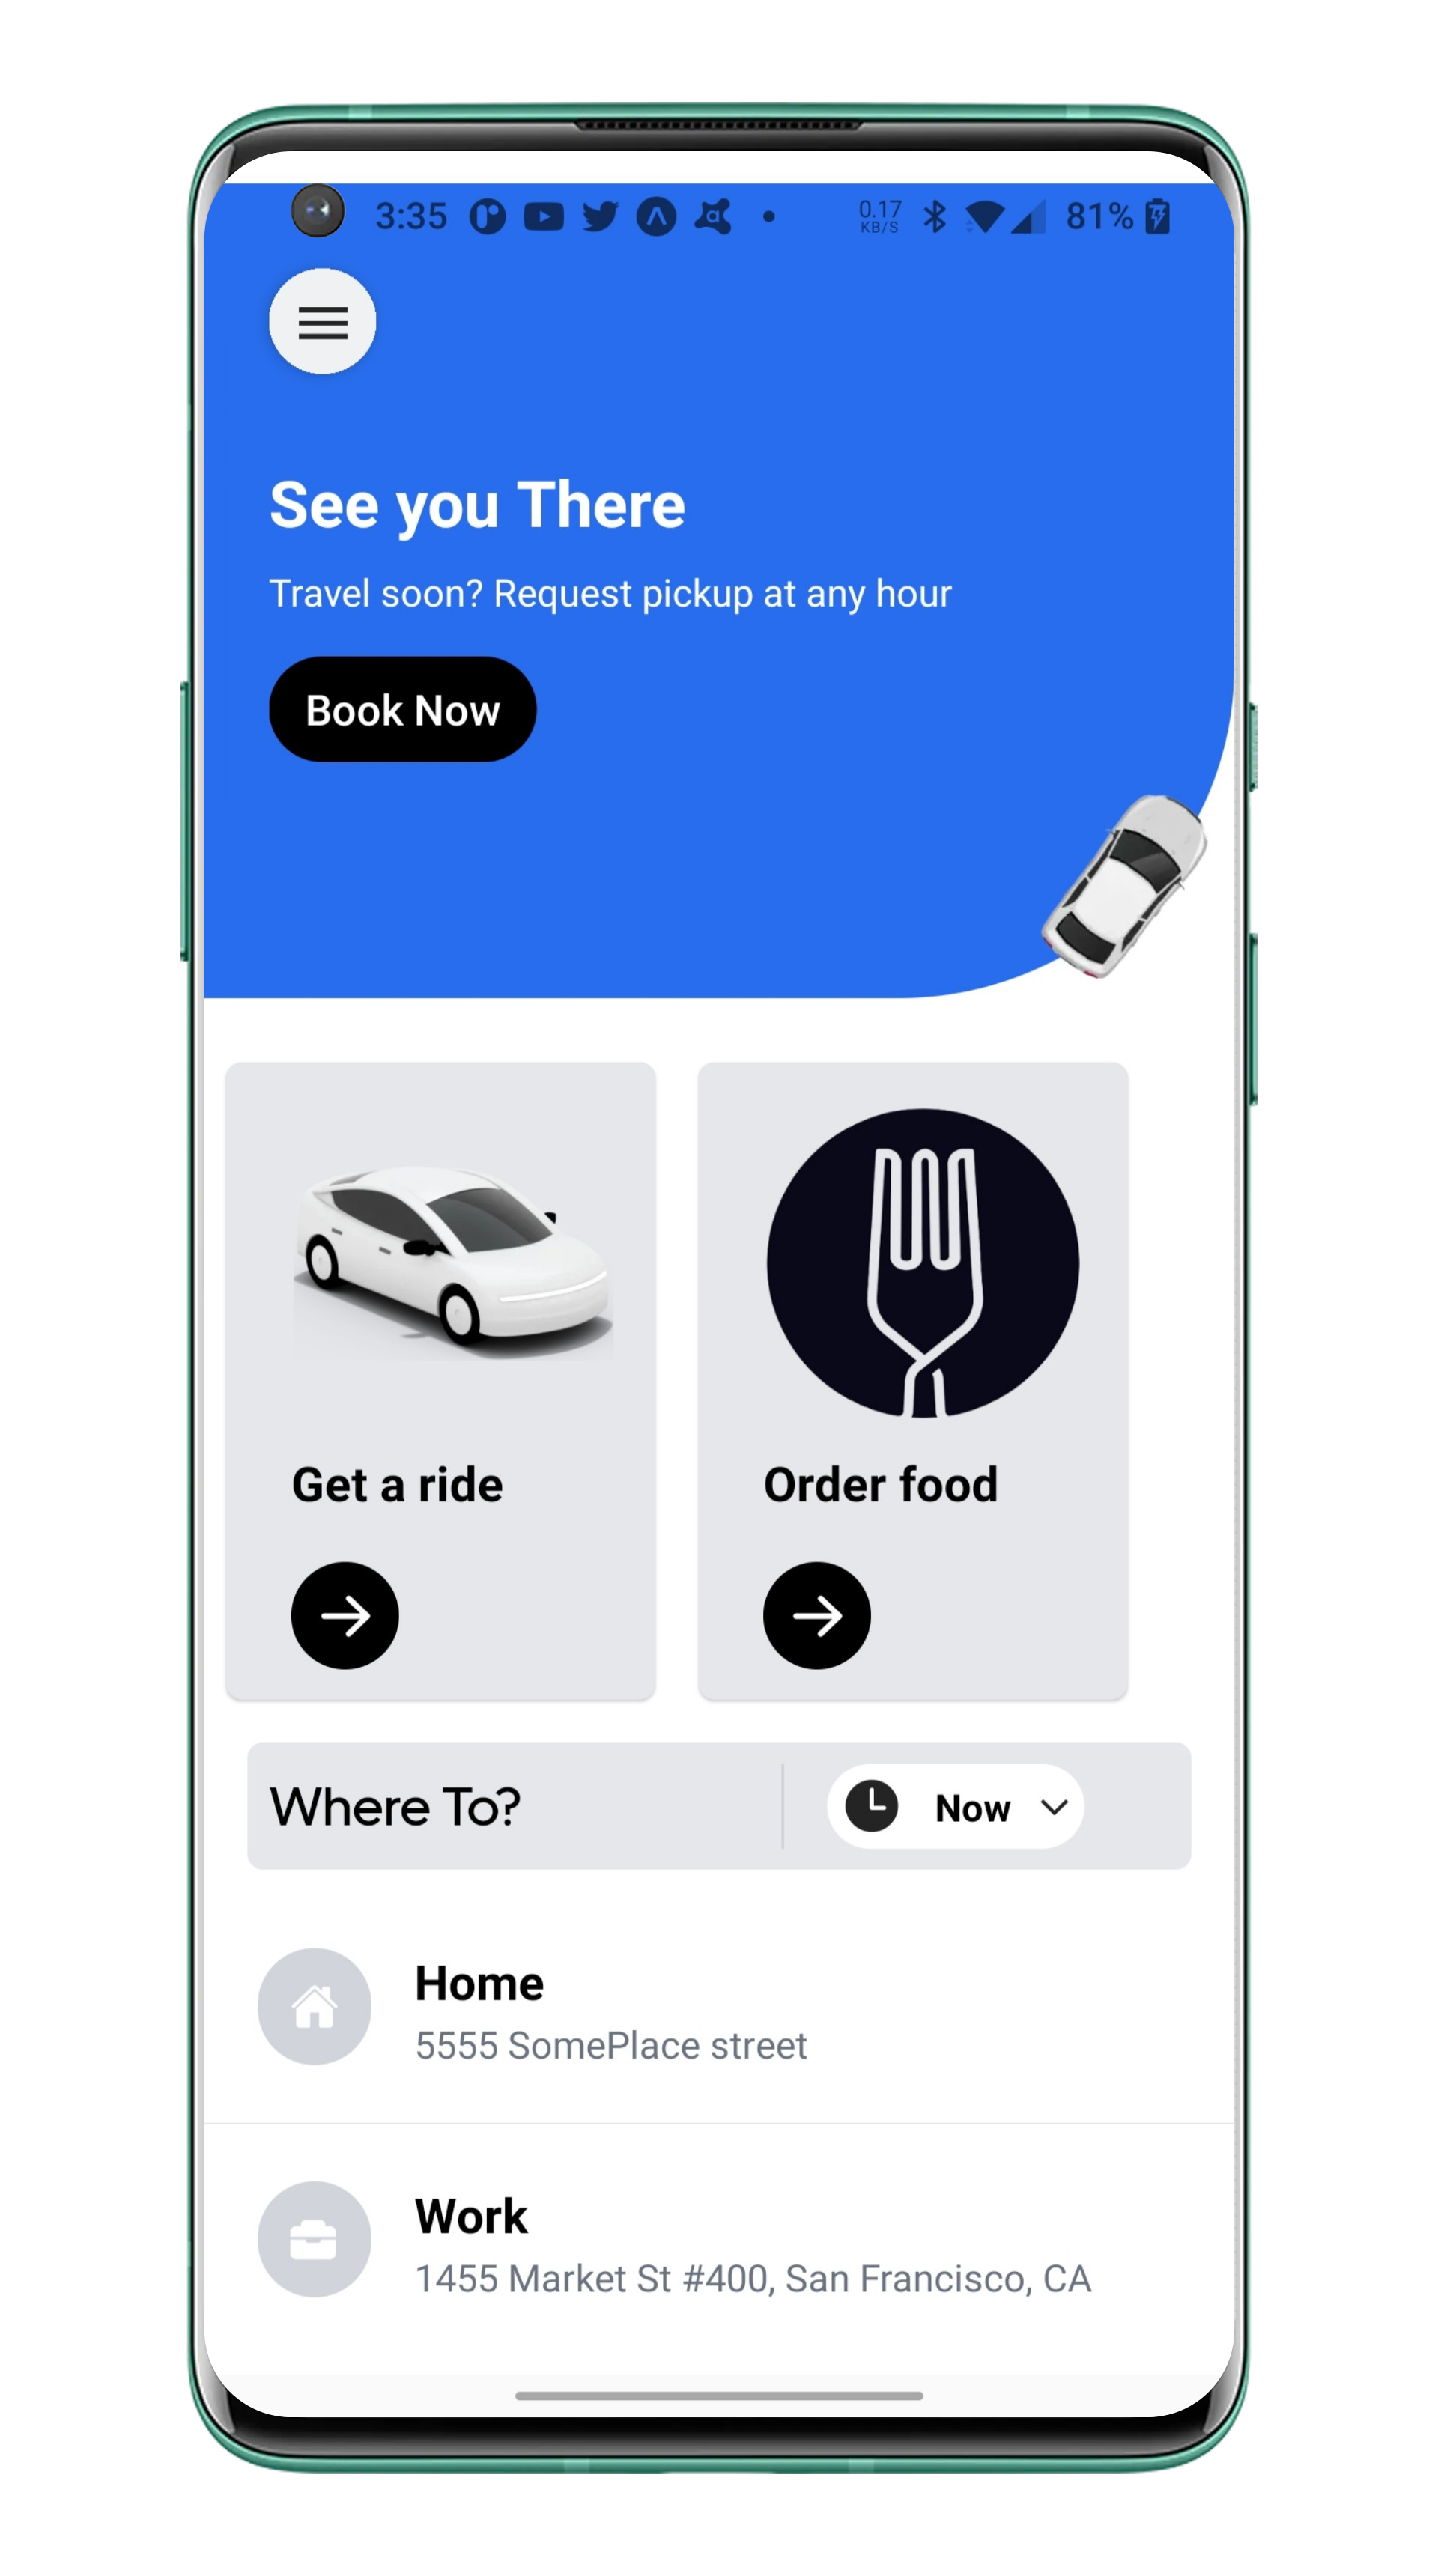 3:35 0.17 KB/S 81%
See you There
Travel soon? Request pickup at any hour
Book Now
Get a ride
Order food
Where To?
Now
Home
5555 SomePlace street
Work
1455 Market St #400, San Francisco, CA